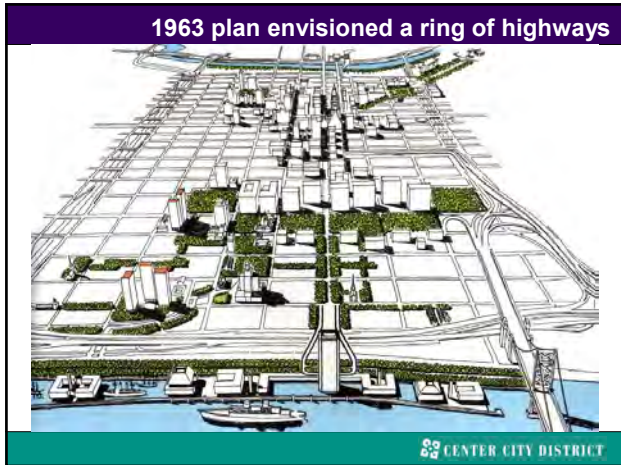 1963 plan envisioned a ring of highways
CENTER CITY DISTRICT